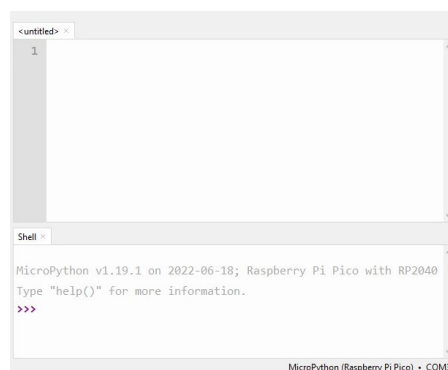 <untitled> ×
1
Shell ×
MicroPython v1.19.1 on 2022-06-18; Raspberry Pi Pico with RP2040
Type "help()" for more information.
>>>
MicroPython (Raspberry Pi Pico) • COM